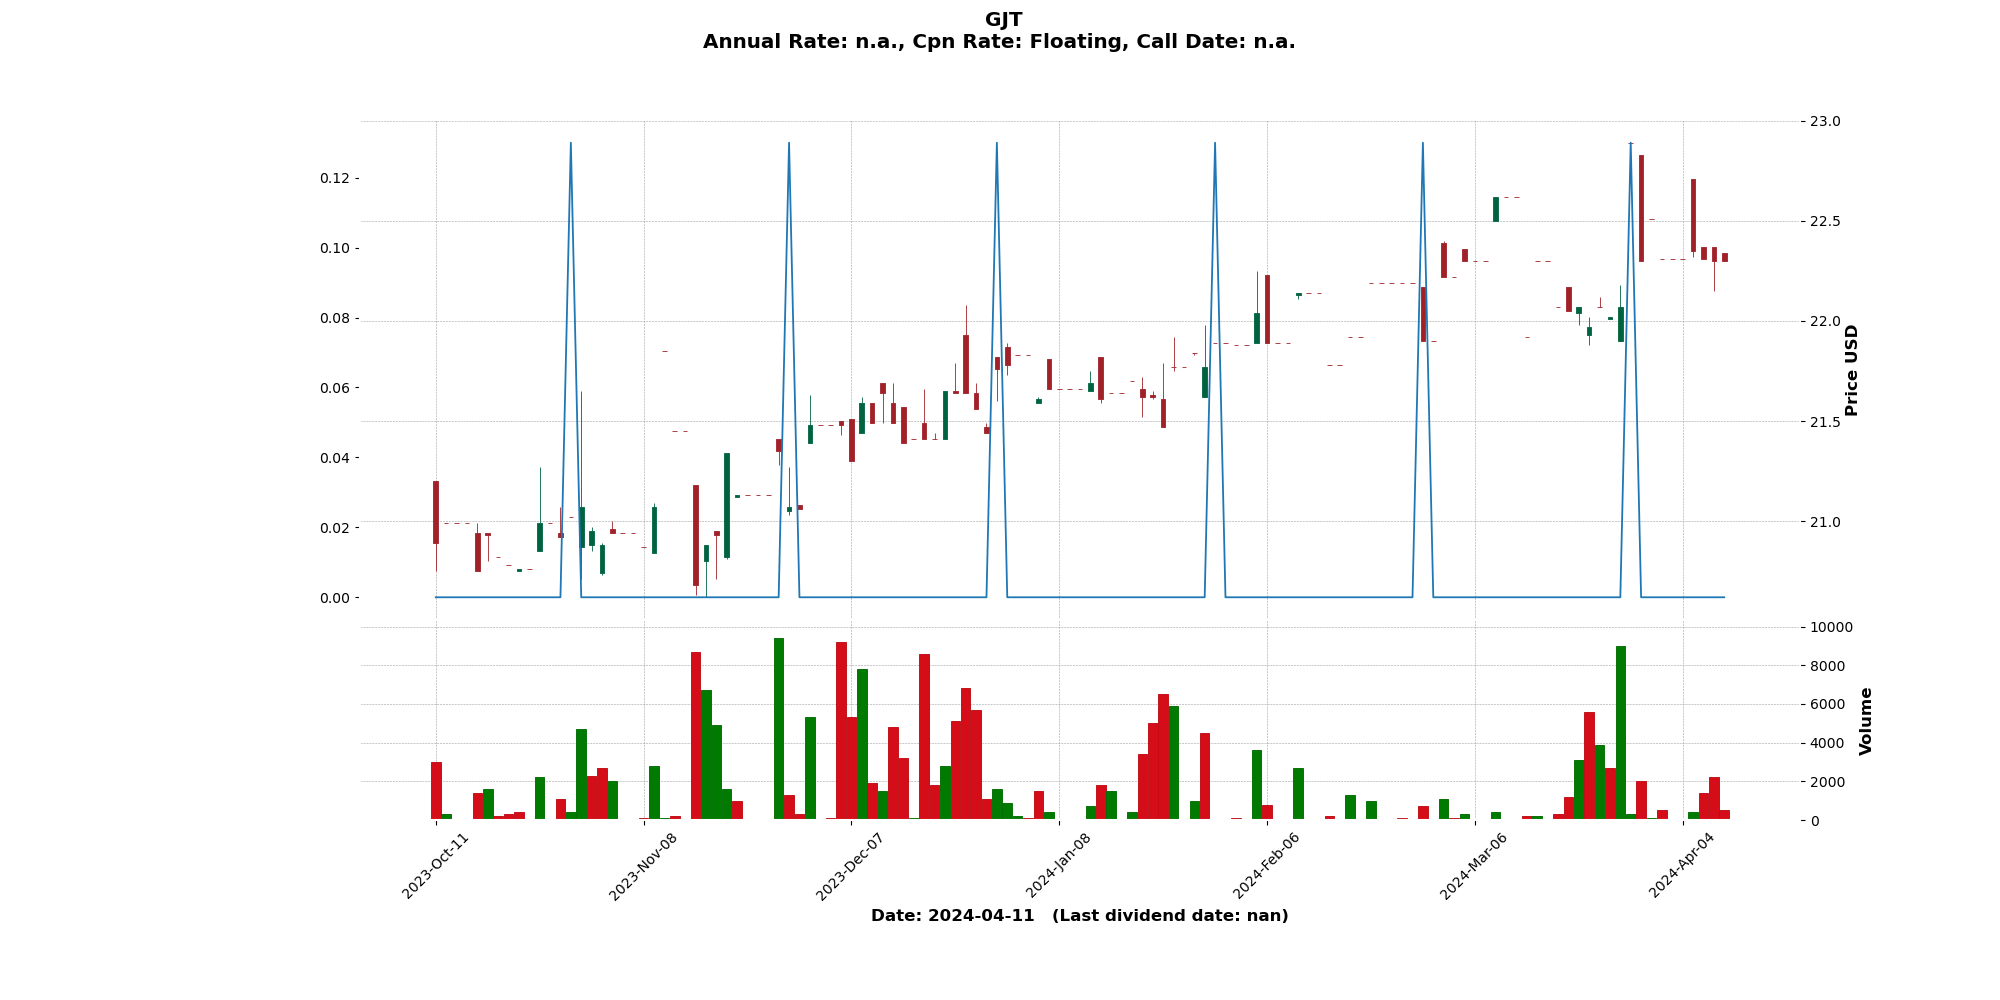 GJT
Annual Rate: n.a., Cpn Rate: Floating, Call Date: n.a.
0.12
0.10
0.08
0.06
0.04
0.02
0.00
23.0
22.5
22.0
21.5
21.0
Price USD
10000
8000
6000
4000
2000
0
Volume
2023-Oct-11
2023-Nov-08
2023-Dec-07
2024-Jan-08
2024-Feb-06
2024-Mar-06
2024-Apr-04
Date: 2024-04-11   (Last dividend date: nan)